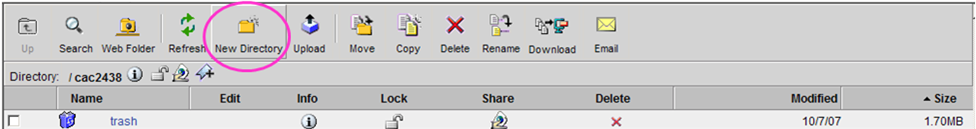 Up Search Web Folder Refresh New Directory Upload Move Copy Delete Rename Download Email
Directory: / cac2438
Name Edit Info Lock Share Delete Modified Size
trash 10/7/07 1.70MB